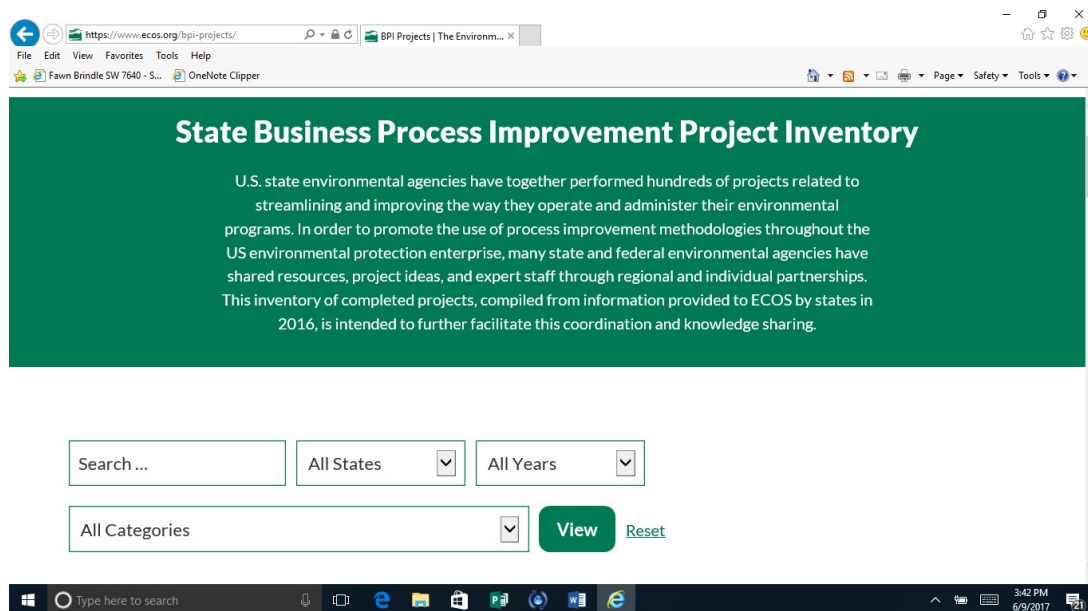 https://www.ecos.org/bpi-projects/
BPI Projects | The Environm...
File Edit View Favorites Tools Help
Fawn Brindle SW 7640 - S... OneNote Clipper
Page Safety Tools
State Business Process Improvement Project Inventory
U.S. state environmental agencies have together performed hundreds of projects related to
streamlining and improving the way they operate and administer their environmental
programs. In order to promote the use of process improvement methodologies throughout the
US environmental protection enterprise, many state and federal environmental agencies have
shared resources, project ideas, and expert staff through regional and individual partnerships.
This inventory of completed projects, compiled from information provided to ECOS by states in
2016, is intended to further facilitate this coordination and knowledge sharing.
Search ... All States All Years
All Categories View Reset
Type here to search
3:42 PM
6/9/2017
21